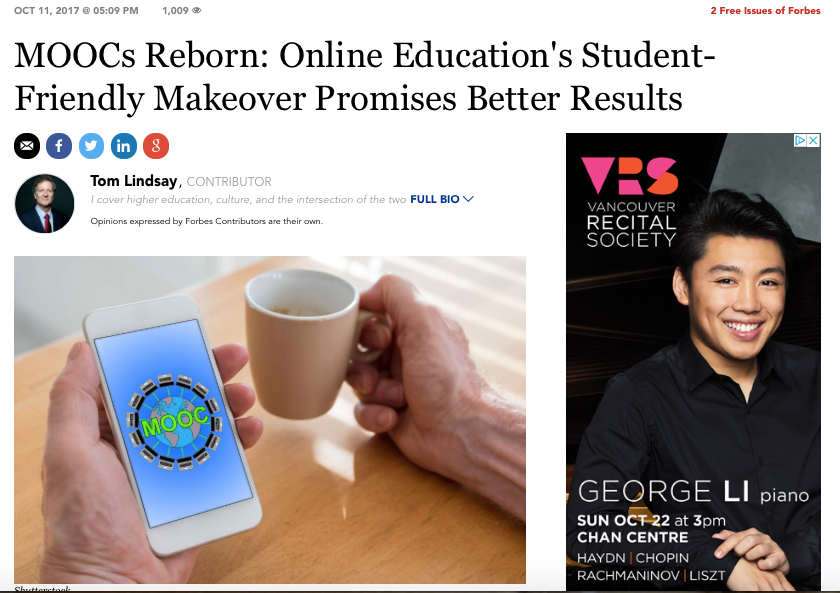 OCT 11, 2017 @ 05:09 PM 1,009
2 Free Issues of Forbes
MOOCs Reborn: Online Education's Student-
Friendly Makeover Promises Better Results
Tom Lindsay, CONTRIBUTOR
I cover higher education, culture, and the intersection of the two FULL BIO
Opinions expressed by Forbes Contributors are their own.
MOOC
Shutterstock
VRS
VANCOUVER
RECITAL
SOCIETY
GEORGE LI piano
SUN OCT 22 at 3pm
CHAN CENTRE
HAYDN | CHOPIN
RACHMANINOV | LISZT